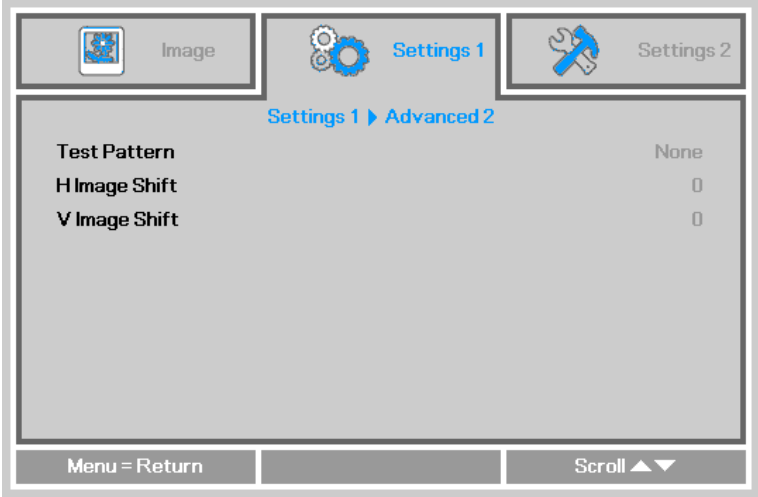 Image
Settings 1
Settings 2
Settings 1 ▶ Advanced 2
Test Pattern None
H Image Shift 0
V Image Shift 0
Menu = Return
Scroll ▲▼